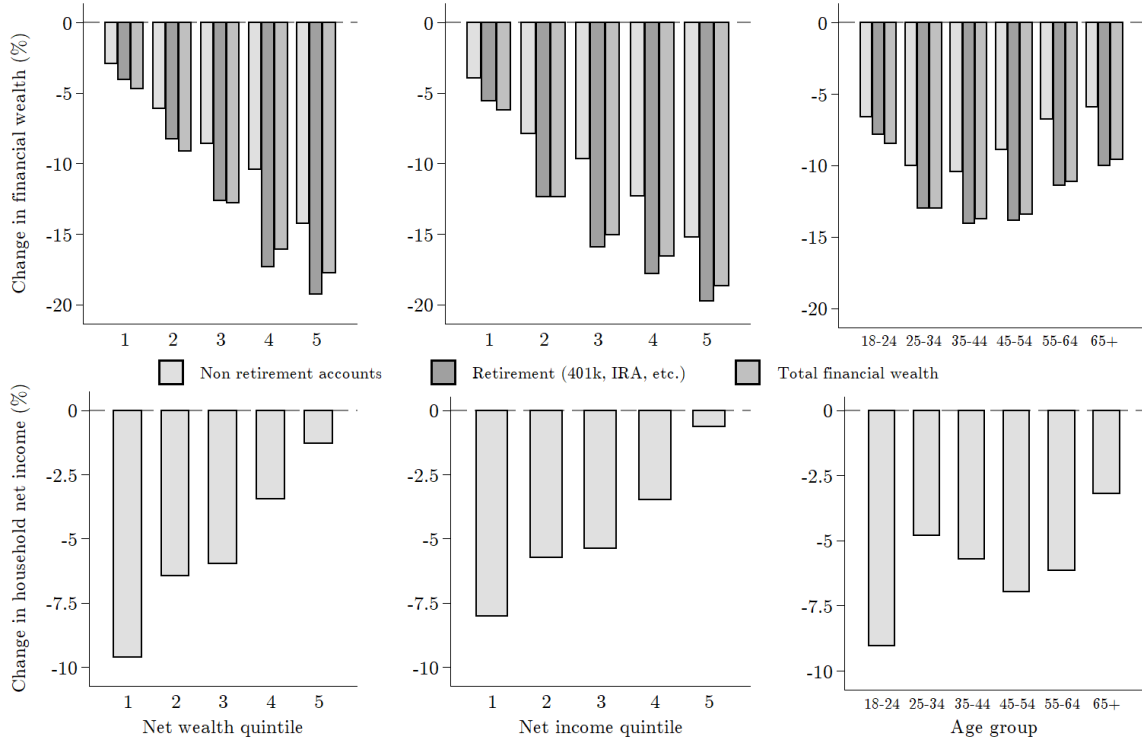 Change in financial wealth (%)
0
-5
-10
-15
-20
1 2 3 4 5
0
-5
-10
-15
-20
1 2 3 4 5
0
-5
-10
-15
-20
18-24 25-34 35-44 45-54 55-64 65+
Non retirement accounts
Retirement (401k, IRA, etc.)
Total financial wealth
Change in household net income (%)
0
-2.5
-5
-7.5
-10
1 2 3 4 5
Net wealth quintile
0
-2.5
-5
-7.5
-10
1 2 3 4 5
Net income quintile
0
-2.5
-5
-7.5
-10
18-24 25-34 35-44 45-54 55-64 65+
Age group